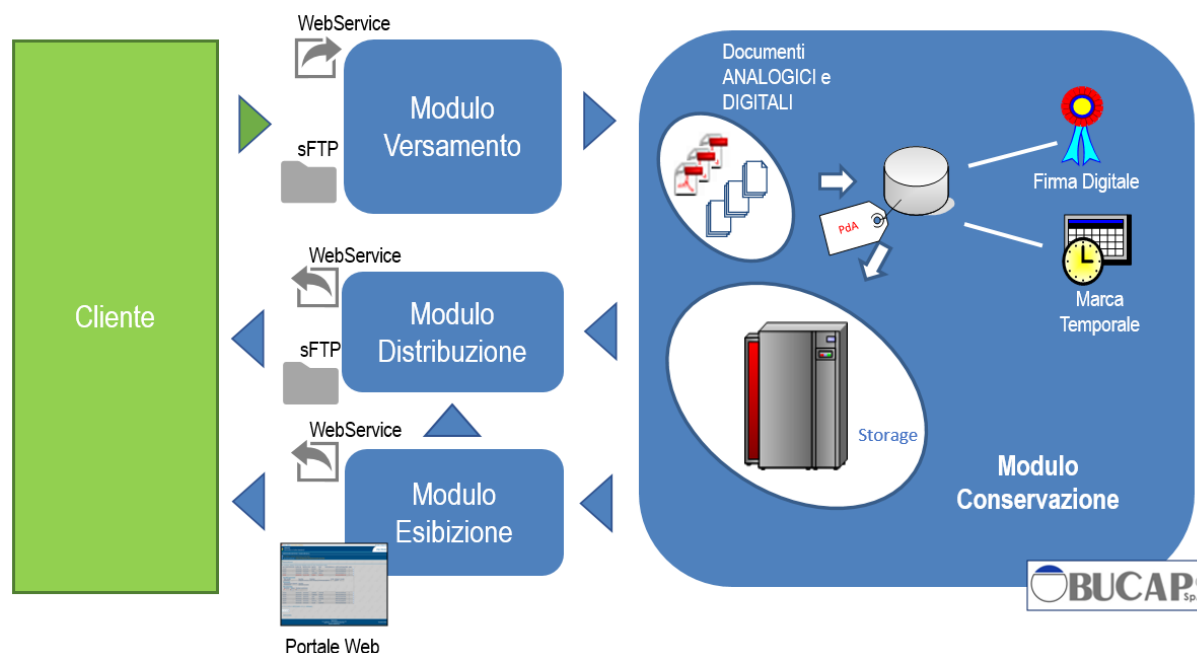 Cliente
WebService
sFTP
Modulo
Versamento
WebService
sFTP
Modulo
Distribuzione
WebService
Modulo
Esibizione
Portale Web
Documenti
ANALOGICI e
DIGITALI
PdA
Firma Digitale
Marca
Temporale
Storage
Modulo
Conservazione
BUCAP